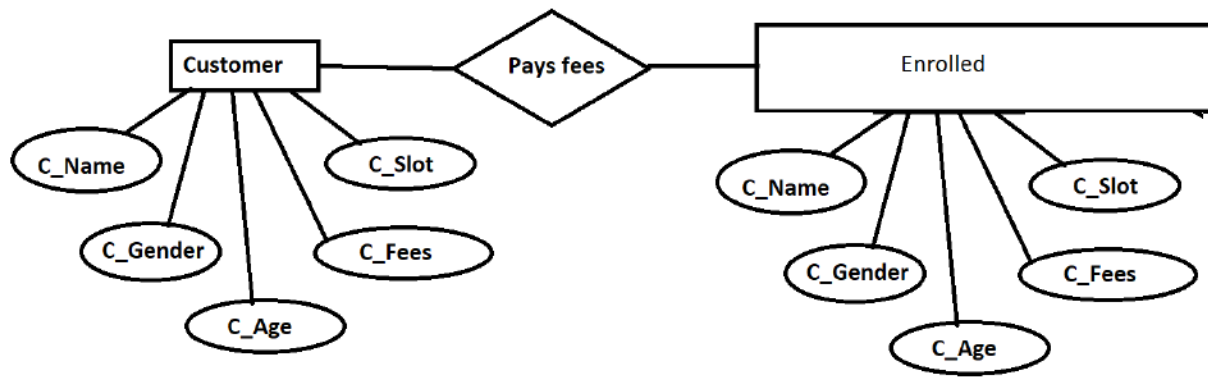 Customer
Pays fees
Enrolled
C_Name
C_Slot
C_Gender
C_Fees
C_Age
C_Name
C_Slot
C_Gender
C_Fees
C_Age